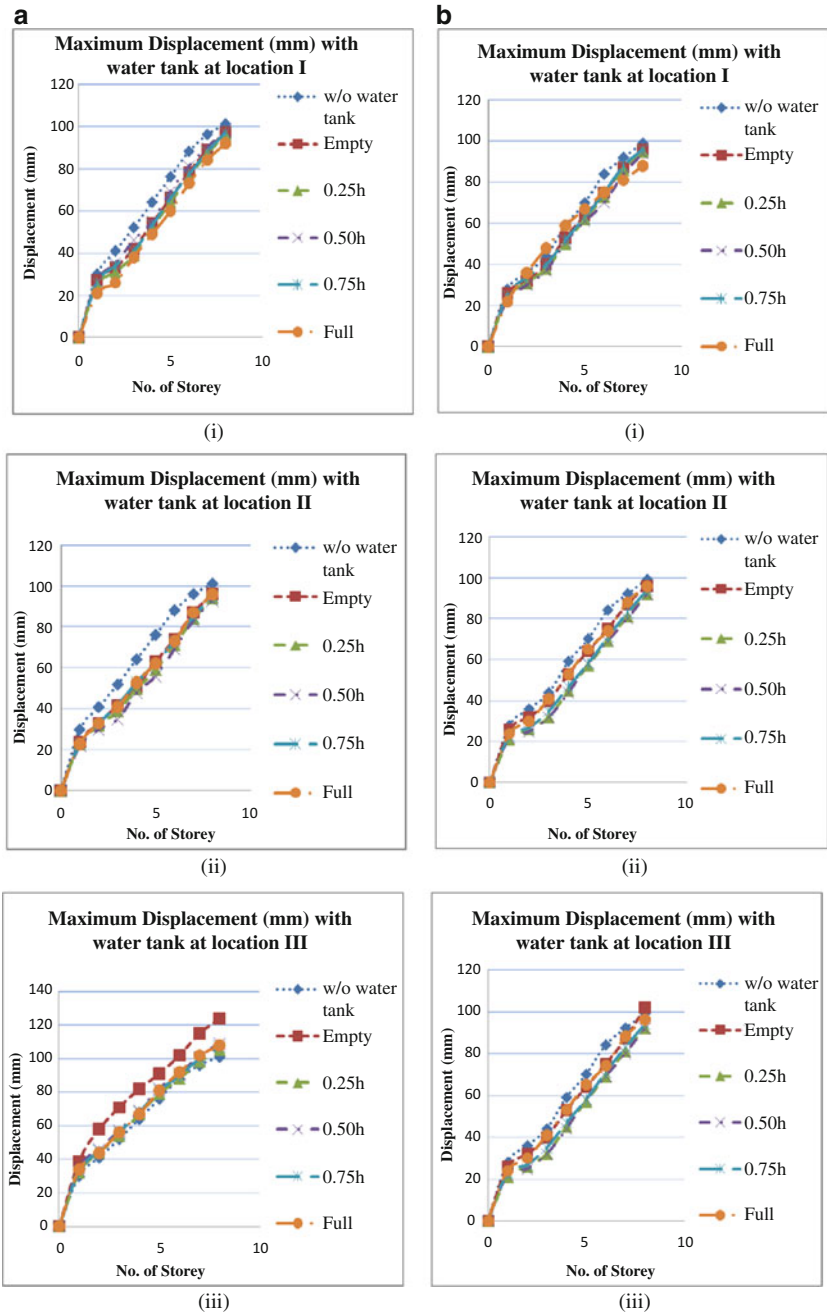 a
Maximum Displacement (mm) with
water tank at location I
120
100
80
60
40
20
0
Displacement (mm)
0
5
10
No. of Storey
w/o water
tank
Empty
0.25h
0.50h
0.75h
Full
(i)
b
Maximum Displacement (mm) with
water tank at location I
120
100
80
60
40
20
0
Displacement (mm)
0
5
10
No. of Storey
w/o water
tank
Empty
0.25h
0.50h
0.75h
Full
(i)
Maximum Displacement (mm) with
water tank at location II
120
100
80
60
40
20
0
Displacement (mm)
0
5
10
No. of Storey
w/o water
tank
Empty
0.25h
0.50h
0.75h
Full
(ii)
Maximum Displacement (mm) with
water tank at location II
120
100
80
60
40
20
0
Displacement (mm)
0
5
10
No. of Storey
w/o water
tank
Empty
0.25h
0.50h
0.75h
Full
(ii)
Maximum Displacement (mm) with
water tank at location III
140
120
100
80
60
40
20
0
Displacement (mm)
0
5
10
No. of Storey
w/o water
tank
Empty
0.25h
0.50h
0.75h
Full
(iii)
Maximum Displacement (mm) with
water tank at location III
120
100
80
60
40
20
0
Displacement (mm)
0
5
10
No. of Storey
w/o water
tank
Empty
0.25h
0.50h
0.75h
Full
(iii)